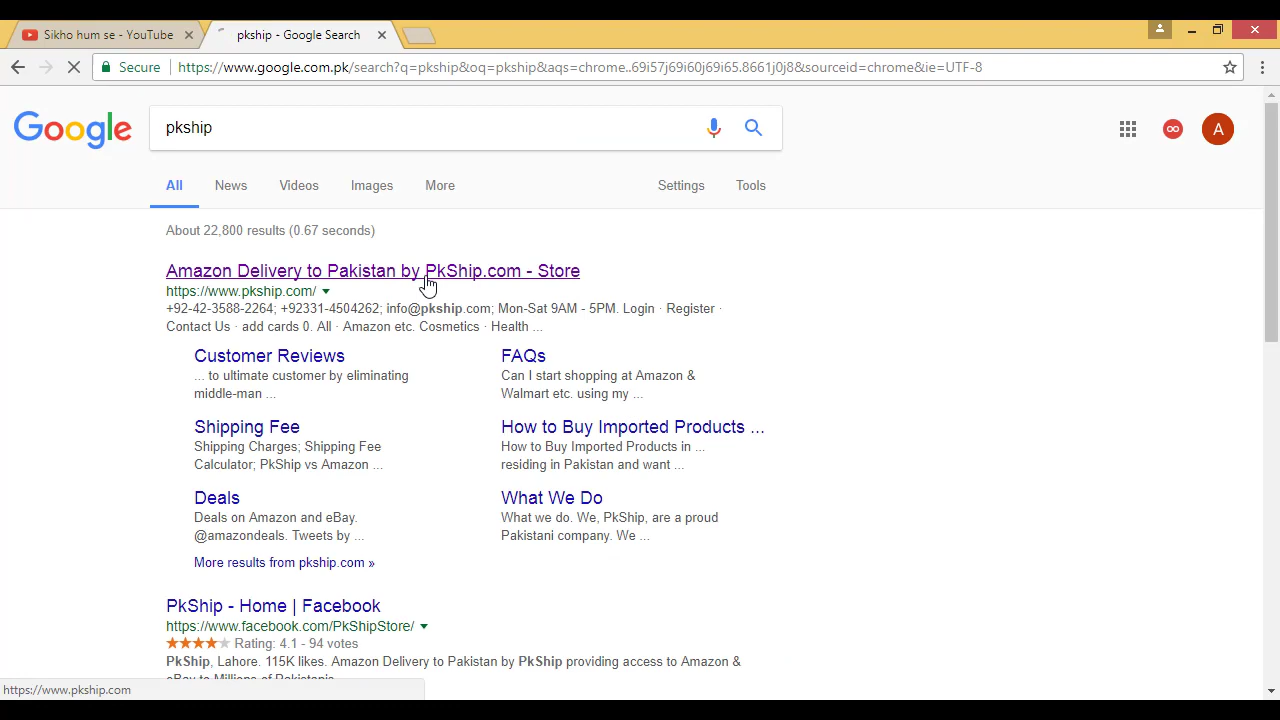 Sikho hum se - YouTube
pkship - Google Search
Secure
https://www.google.com.pk/search?q=pkship&oq=pkship&aqs=chrome..69i57j69i60j69i65.8661j0j8&sourceid=chrome&ie=UTF-8
Google
pkship
A
All News Videos Images More Settings Tools
About 22,800 results (0.67 seconds)
Amazon Delivery to Pakistan by PkShip.com - Store
https://www.pkship.com/
+92-42-3588-2264; +92331-4504262; info@pkship.com; Mon-Sat 9AM - 5PM. Login · Register ·
Contact Us · add cards 0. All · Amazon etc. Cosmetics · Health ...
Customer Reviews
... to ultimate customer by eliminating
middle-man ...
FAQs
Can I start shopping at Amazon &
Walmart etc. using my ...
Shipping Fee
Shipping Charges; Shipping Fee
Calculator; PkShip vs Amazon ...
How to Buy Imported Products ...
How to Buy Imported Products in ...
residing in Pakistan and want ...
Deals
Deals on Amazon and eBay.
@amazondeals. Tweets by ...
What We Do
What we do. We, PkShip, are a proud
Pakistani company. We ...
More results from pkship.com »
PkShip - Home | Facebook
https://www.facebook.com/PkShipStore/
Rating: 4.1 - 94 votes
PkShip, Lahore. 115K likes. Amazon Delivery to Pakistan by PkShip providing access to Amazon &
eBay to Millions of Pakistanis
https://www.pkship.com